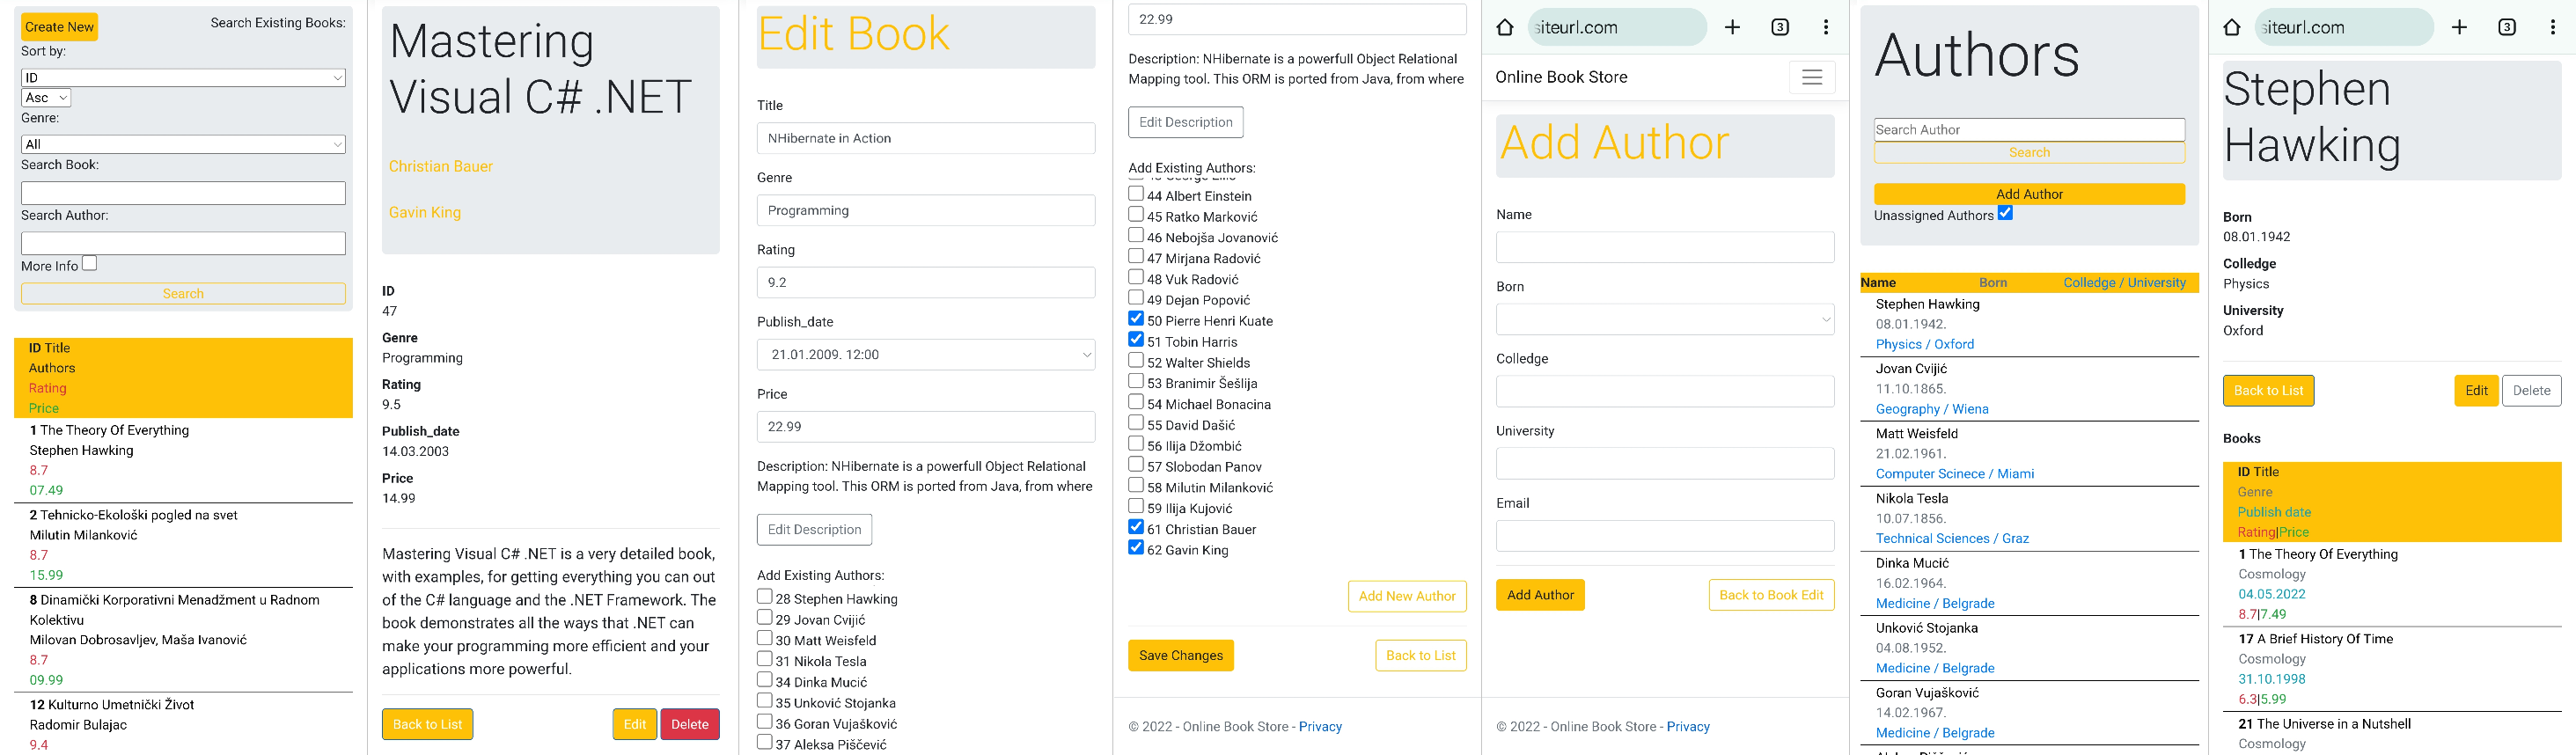 Create New
Search Existing Books:
Sort by:
ID
Asc
Genre:
All
Search Book:
Search Author:
More Info
Search
ID Title
Authors
Rating
Price
1 The Theory Of Everything
Stephen Hawking
8.7
07.49
2 Tehnicko-Ekološki pogled na svet
Milutin Milanković
8.7
15.99
8 Dinamički Korporativni Menadžment u Radnom
Kolektivu
Milovan Dobrosavljev, Maša Ivanović
8.7
09.99
12 Kulturno Umetnički Život
Radomir Bulajac
9.4
Mastering
Visual C# .NET
Christian Bauer
Gavin King
ID
47
Genre
Programming
Rating
9.5
Publish_date
14.03.2003
Price
14.99
Mastering Visual C# .NET is a very detailed book,
with examples, for getting everything you can out
of the C# language and the .NET Framework. The
book demonstrates all the ways that .NET can
make your programming more efficient and your
applications more powerful.
Back to List
Edit
Delete
Edit Book
Title
NHibernate in Action
Genre
Programming
Rating
9.2
Publish_date
21.01.2009. 12:00
Price
22.99
Description: NHibernate is a powerfull Object Relational
Mapping tool. This ORM is ported from Java, from where
Edit Description
Add Existing Authors:
28 Stephen Hawking
29 Jovan Cvijić
30 Matt Weisfeld
31 Nikola Tesla
34 Dinka Mucić
35 Unković Stojanka
36 Goran Vujašković
37 Aleksa Piščević
22.99
Description: NHibernate is a powerfull Object Relational
Mapping tool. This ORM is ported from Java, from where
Edit Description
Add Existing Authors:
44 Albert Einstein
45 Ratko Marković
46 Nebojša Jovanović
47 Mirjana Radović
48 Vuk Radović
49 Dejan Popović
50 Pierre Henri Kuate
51 Tobin Harris
52 Walter Shields
53 Branimir Šešlija
54 Michael Bonacina
55 David Dašić
56 Ilija Džombić
57 Slobodan Panov
58 Milutin Milanković
59 Ilija Kujović
61 Christian Bauer
62 Gavin King
Add New Author
Save Changes
Back to List
© 2022 - Online Book Store - Privacy
siteurl.com
3
Online Book Store
Add Author
Name
Born
Colledge
University
Email
Add Author
Back to Book Edit
© 2022 - Online Book Store - Privacy
Authors
Search Author
Search
Add Author
Unassigned Authors
Name Born Colledge / University
Stephen Hawking
08.01.1942.
Physics / Oxford
Jovan Cvijić
11.10.1865.
Geography / Wiena
Matt Weisfeld
21.02.1961.
Computer Scinece / Miami
Nikola Tesla
10.07.1856.
Technical Sciences / Graz
Dinka Mucić
16.02.1964.
Medicine / Belgrade
Unković Stojanka
04.08.1952.
Medicine / Belgrade
Goran Vujašković
14.02.1967.
Medicine / Belgrade
siteurl.com
3
Stephen
Hawking
Born
08.01.1942
Colledge
Physics
University
Oxford
Back to List
Edit
Delete
Books
ID Title
Genre
Publish date
Rating|Price
1 The Theory Of Everything
Cosmology
04.05.2022
8.7|7.49
17 A Brief History Of Time
Cosmology
31.10.1998
6.3|5.99
21 The Universe in a Nutshell
Cosmology